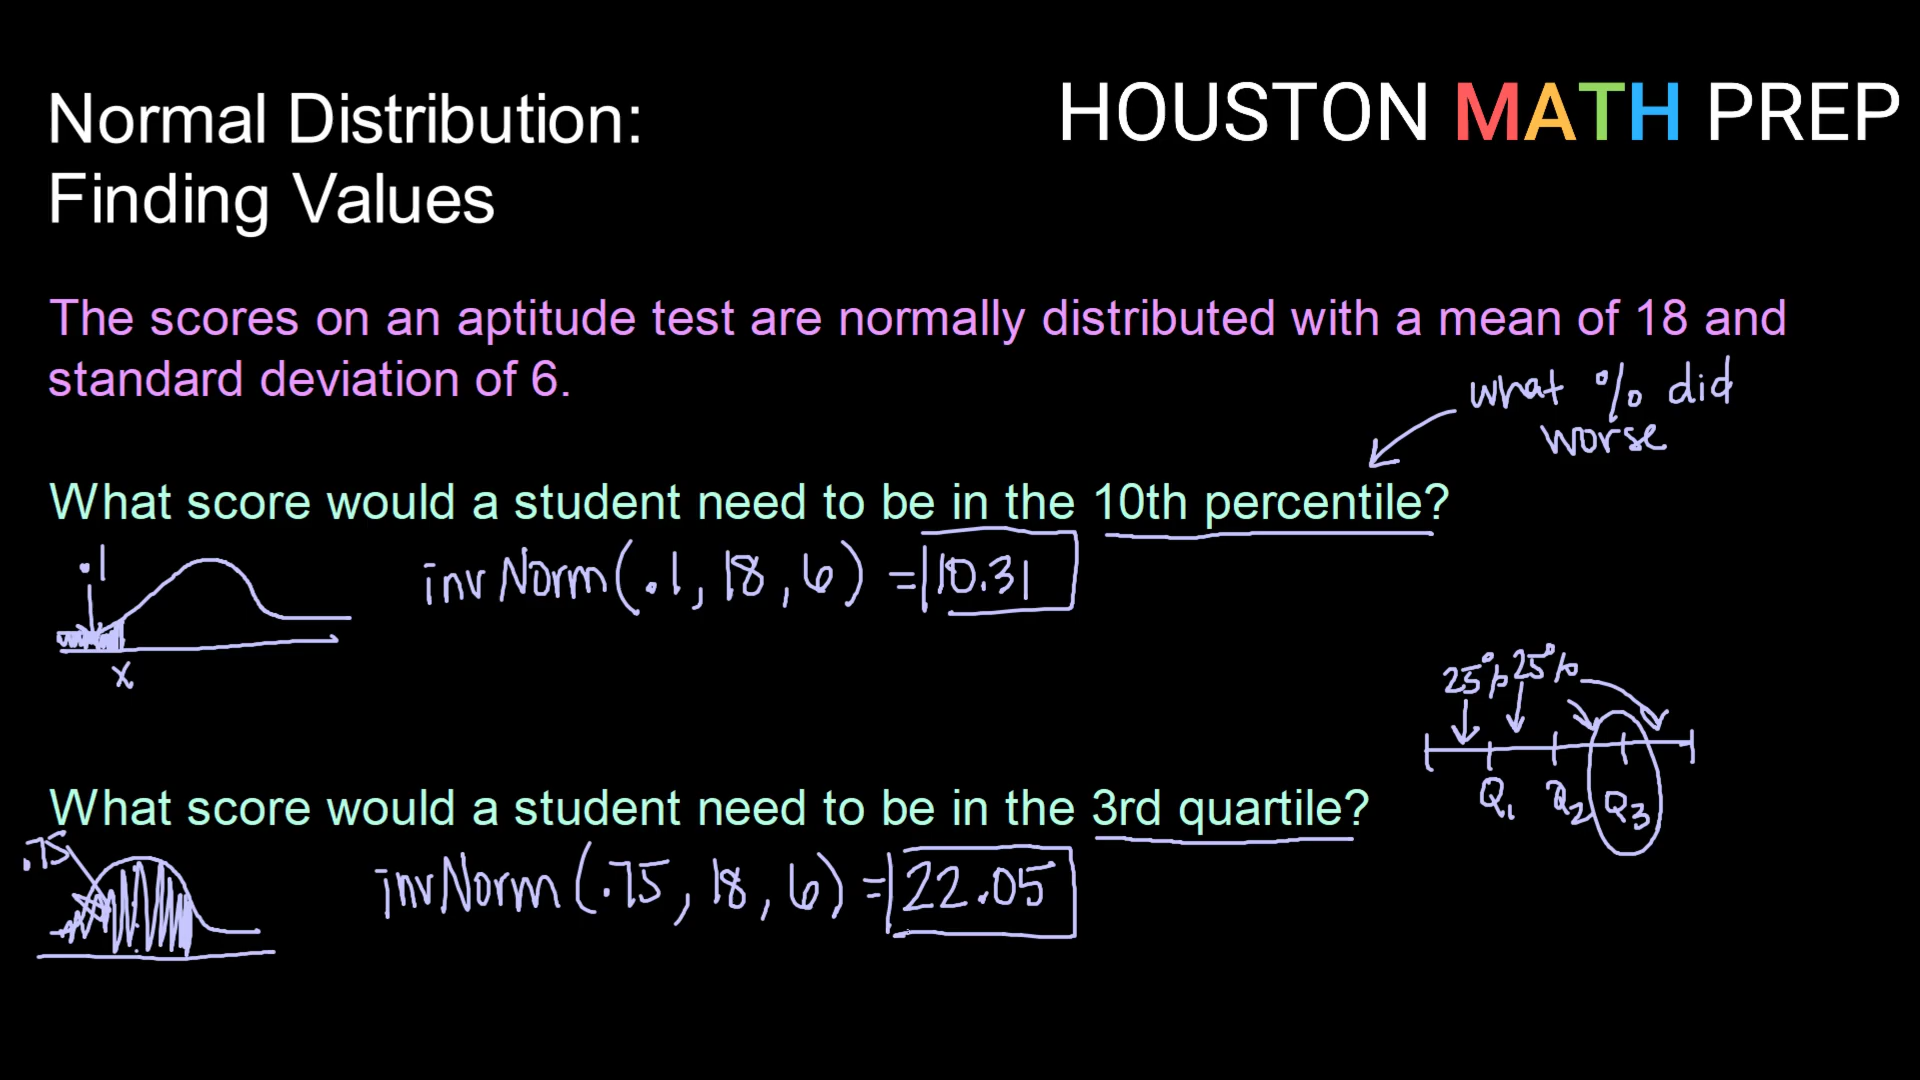 Normal Distribution:
Finding Values
HOUSTON MATH PREP
The scores on an aptitude test are normally distributed with a mean of 18 and
standard deviation of 6.
what % did
worse
What score would a student need to be in the 10th percentile?
.1
x
invNorm(.1, 18, 6) = 10.31
25% 25%
Q1 Q2 Q3
What score would a student need to be in the 3rd quartile?
.75
invNorm(.75, 18, 6) = 22.05